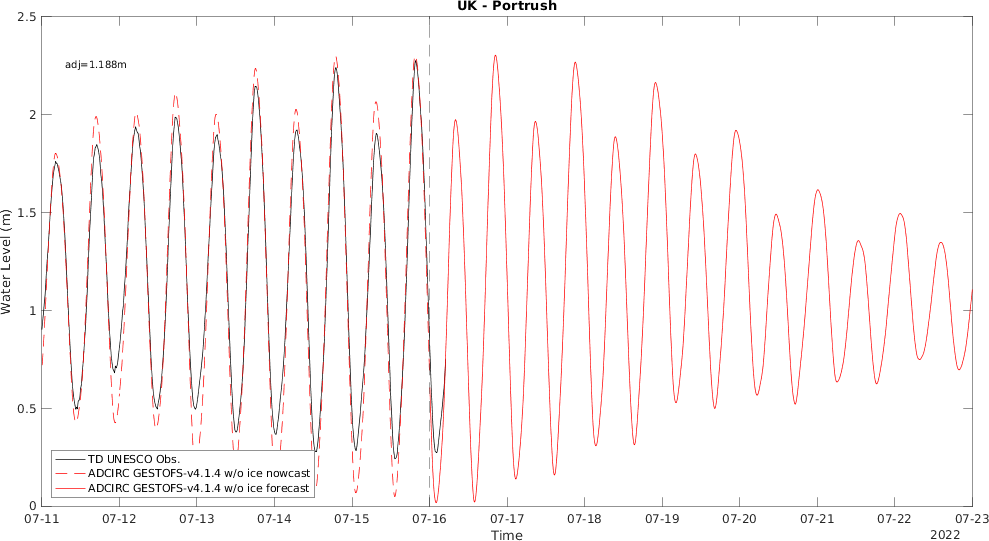 UK - Portrush
2.5
adj=1.188m
2
1.5
Water Level (m)
1
0.5
TD UNESCO Obs.
ADCIRC GESTOFS-v4.1.4 w/o ice nowcast
ADCIRC GESTOFS-v4.1.4 w/o ice forecast
0
07-11 07-12 07-13 07-14 07-15 07-16 07-17 07-18 07-19 07-20 07-21 07-22 07-23
Time
2022